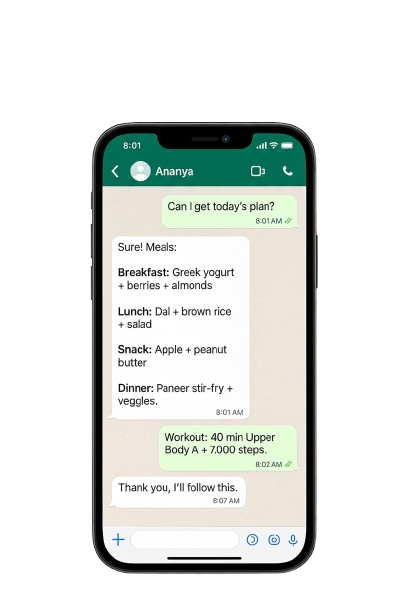 8:01
Ananya
Can I get today's plan?
8:01 AM
Sure! Meals:
Breakfast: Greek yogurt
+ berries + almonds
Lunch: Dal + brown rice
+ salad
Snack: Apple + peanut
butter
Dinner: Paneer stir-fry +
veggles.
8:01 AM
Workout: 40 min Upper
Body A + 7.000 steps.
8:02 AM
Thank you, I'll follow this.
8:07 AM